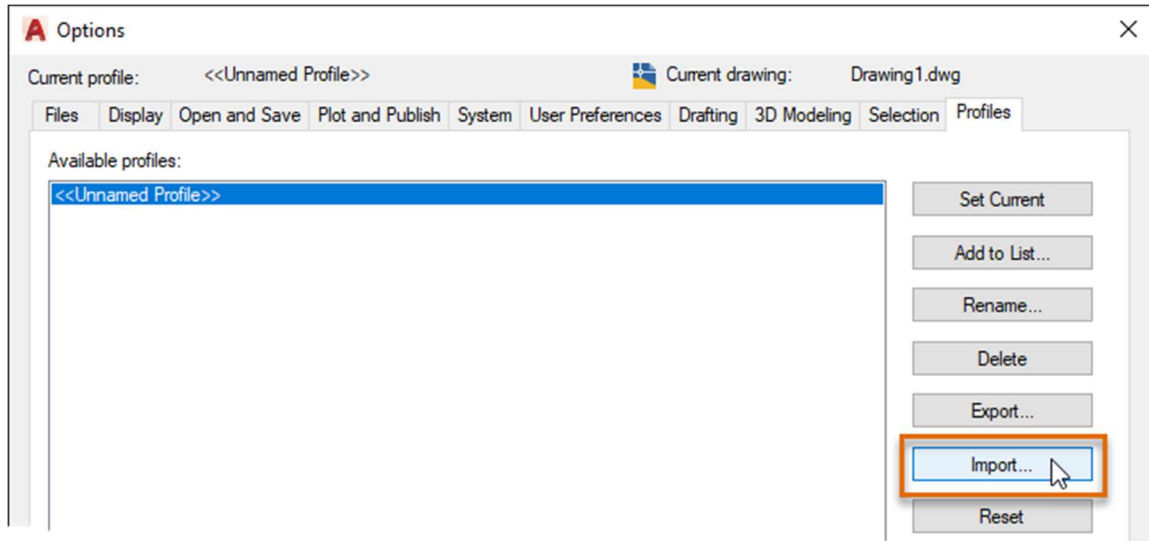 Options
Current profile: <<Unnamed Profile>> Current drawing: Drawing1.dwg
Files Display Open and Save Plot and Publish System User Preferences Drafting 3D Modeling Selection Profiles
Available profiles:
<<Unnamed Profile>>
Set Current
Add to List...
Rename...
Delete
Export...
Import...
Reset